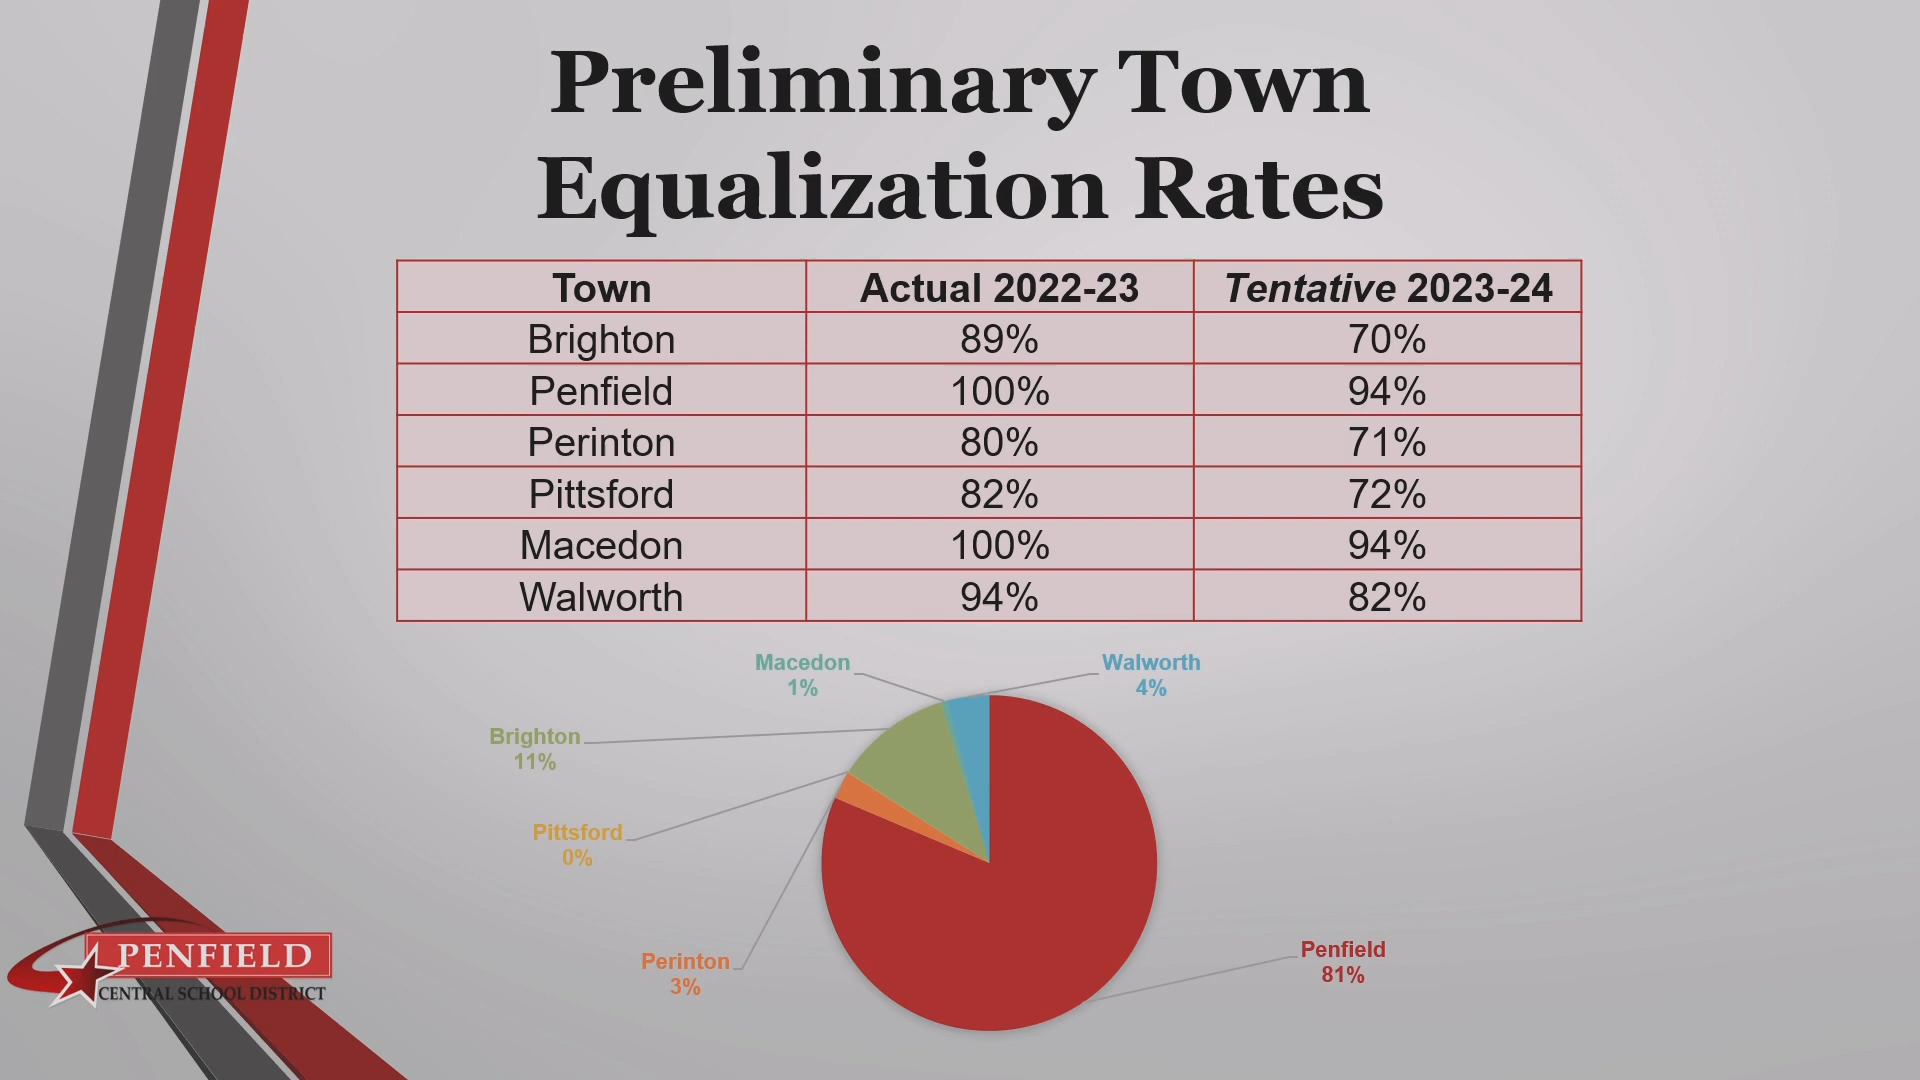 Preliminary Town
Equalization Rates
Town Actual 2022-23 Tentative 2023-24
Brighton 89% 70%
Penfield 100% 94%
Perinton 80% 71%
Pittsford 82% 72%
Macedon 100% 94%
Walworth 94% 82%
Macedon
1%
Walworth
4%
Brighton
11%
Pittsford
0%
Perinton
3%
Penfield
81%
PENFIELD
CENTRAL SCHOOL DISTRICT